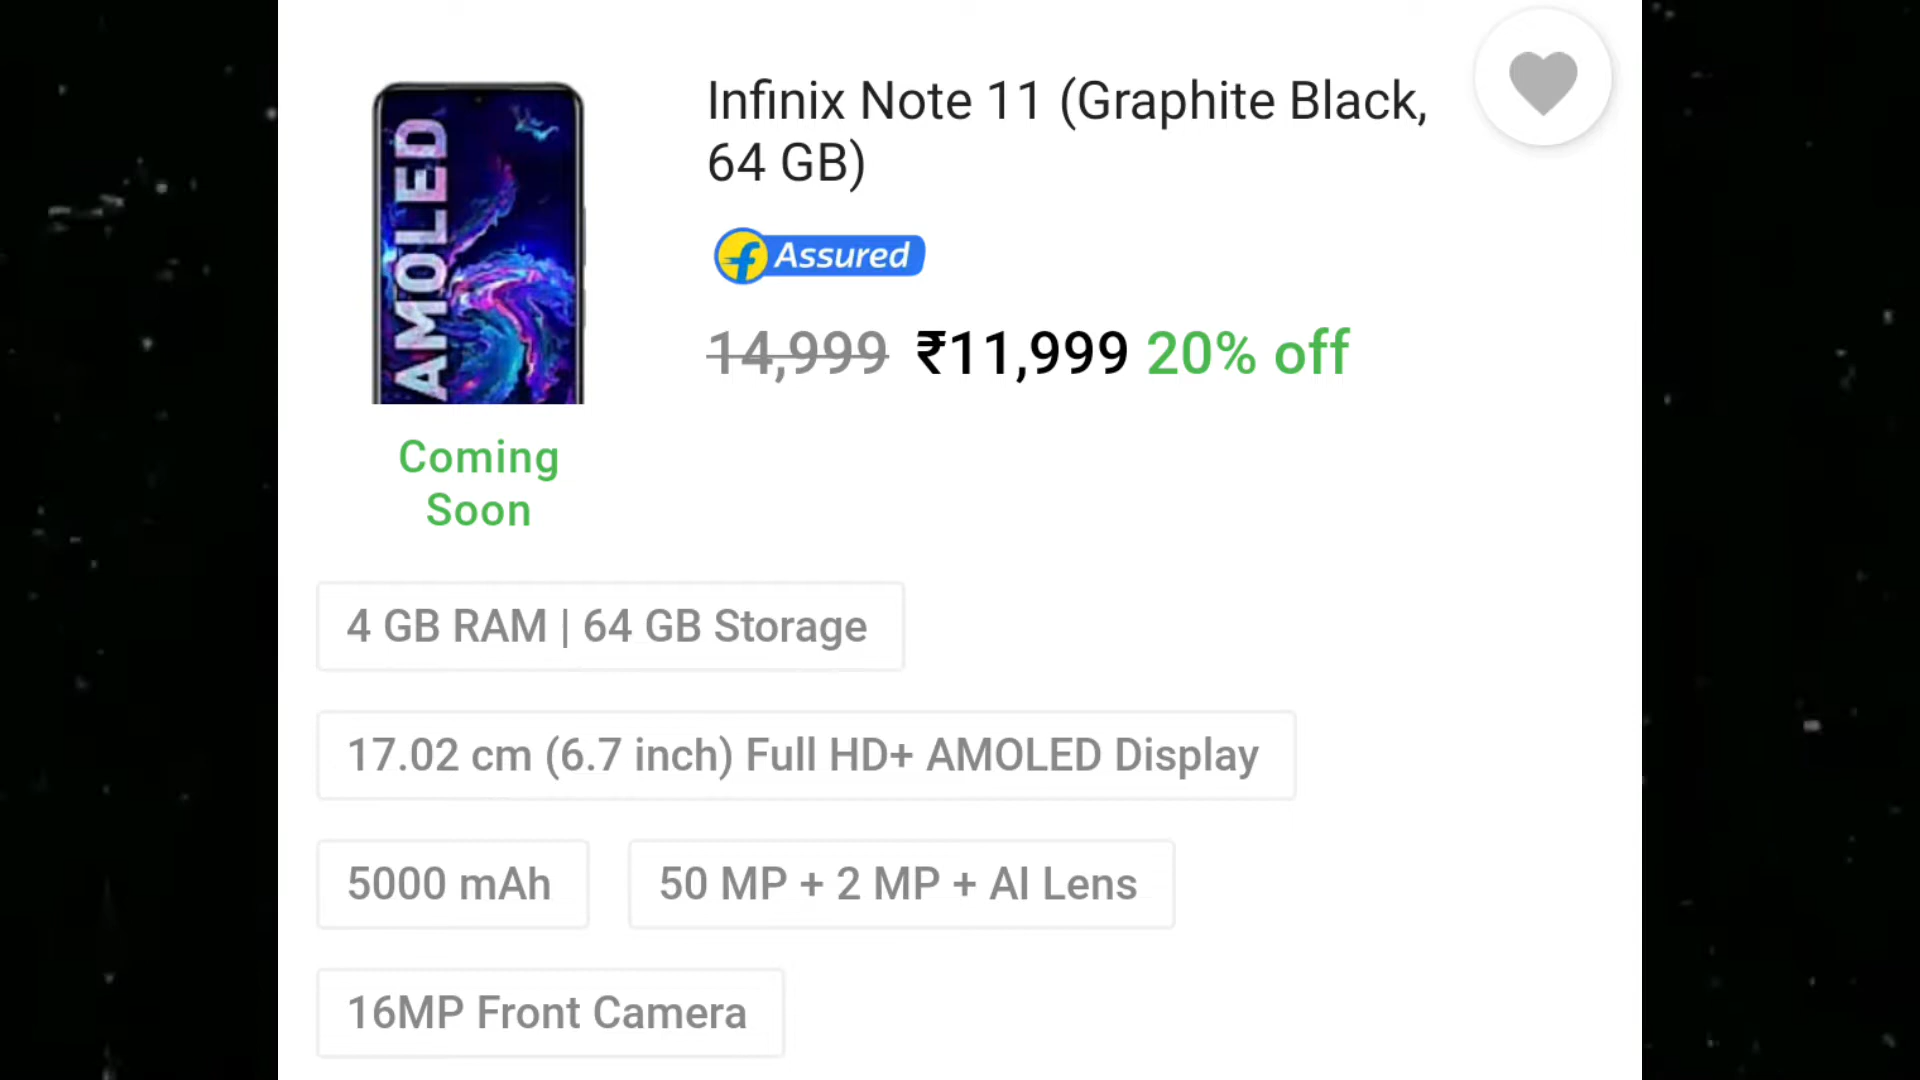 AMOLED
Infinix Note 11 (Graphite Black,
64 GB)
f Assured
14,999 ₹11,999 20% off
Coming
Soon
4 GB RAM | 64 GB Storage
17.02 cm (6.7 inch) Full HD+ AMOLED Display
5000 mAh
50 MP + 2 MP + AI Lens
16MP Front Camera